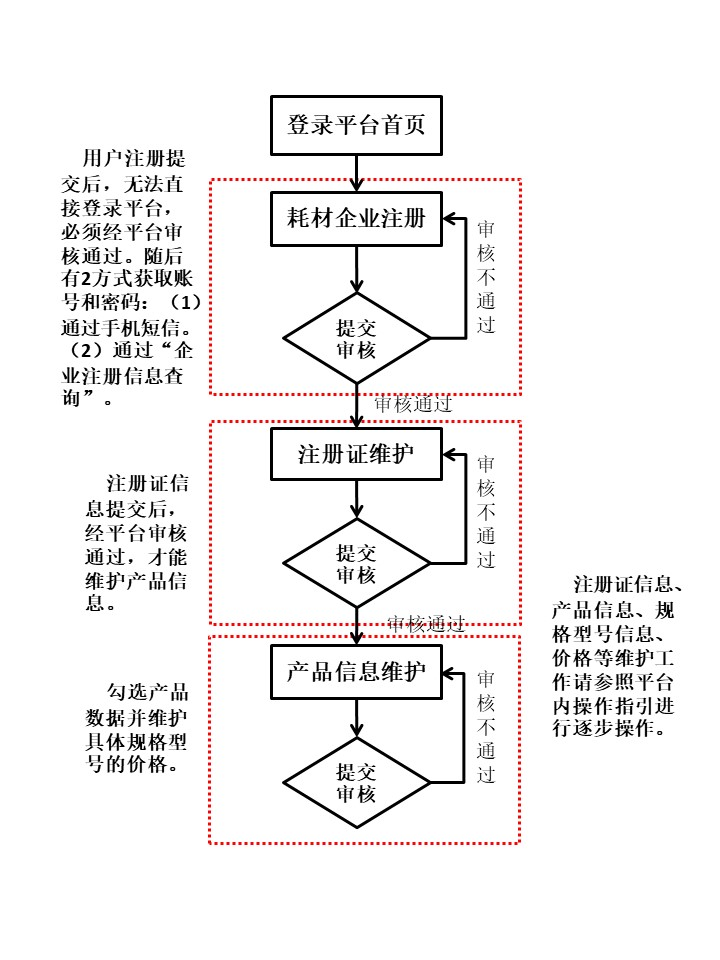 登录平台首页
用户注册提
交后，无法直
接登录平台，
必须经平台审
核通过。随后
有2方式获取账
号和密码：（1）
通过手机短信。
（2）通过“企
业注册信息查
询”。
耗材企业注册
审核不通过
提交
审核
审核通过
注册证维护
审核不通过
注册证信
息提交后，
经平台审核
通过，才能
维护产品信
息。
提交
审核
审核通过
产品信息维护
审核不通过
勾选产品
数据并维护
具体规格型
号的价格。
提交
审核
注册证信息、
产品信息、规
格型号信息、
价格等维护工
作请参照平台
内操作指引进
行逐步操作。